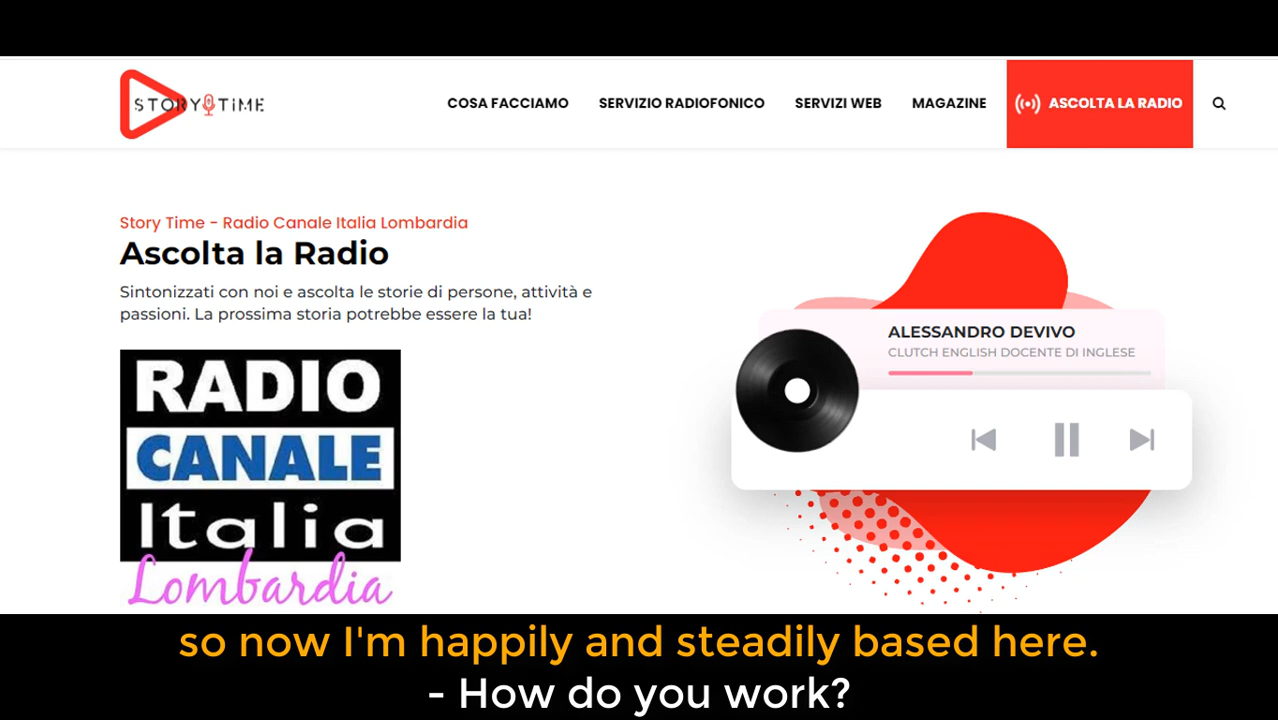 STORY TiME
COSA FACCIAMO
SERVIZIO RADIOFONICO
SERVIZI WEB
MAGAZINE
ASCOLTA LA RADIO
Story Time - Radio Canale Italia Lombardia
Ascolta la Radio
Sintonizzati con noi e ascolta le storie di persone, attività e
passioni. La prossima storia potrebbe essere la tua!
RADIO
CANALE
Italia
Lombardia
ALESSANDRO DEVIVO
CLUTCH ENGLISH DOCENTE DI INGLESE
so now I'm happily and steadily based here.
- How do you work?